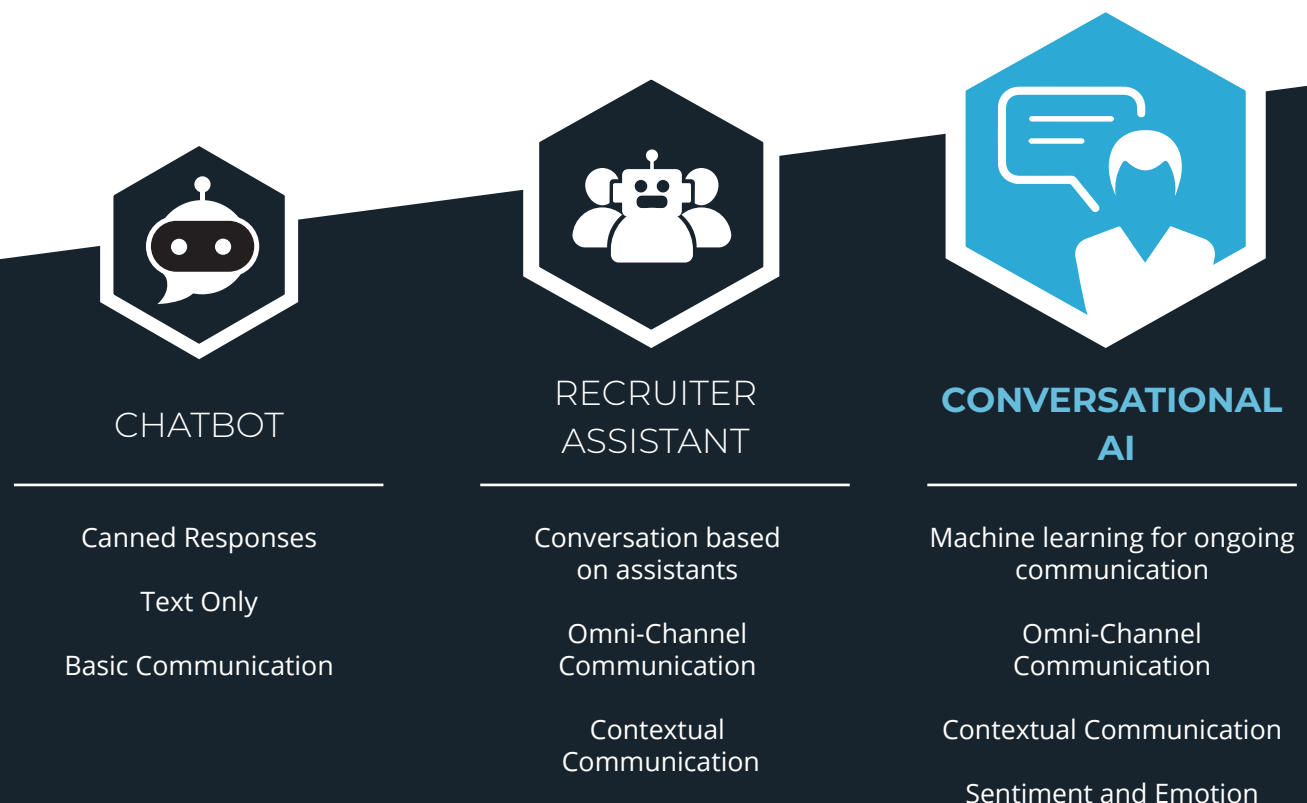 CHATBOT
Canned Responses
Text Only
Basic Communication
RECRUITER
ASSISTANT
Conversation based
on assistants
Omni-Channel
Communication
Contextual
Communication
CONVERSATIONAL
AI
Machine learning for ongoing
communication
Omni-Channel
Communication
Contextual Communication
Sentiment and Emotion